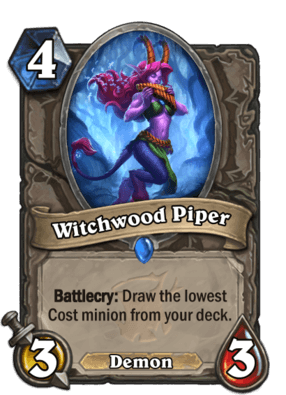 4
Witchwood Piper
Battlecry: Draw the lowest
Cost minion from your deck.
3
Demon
3